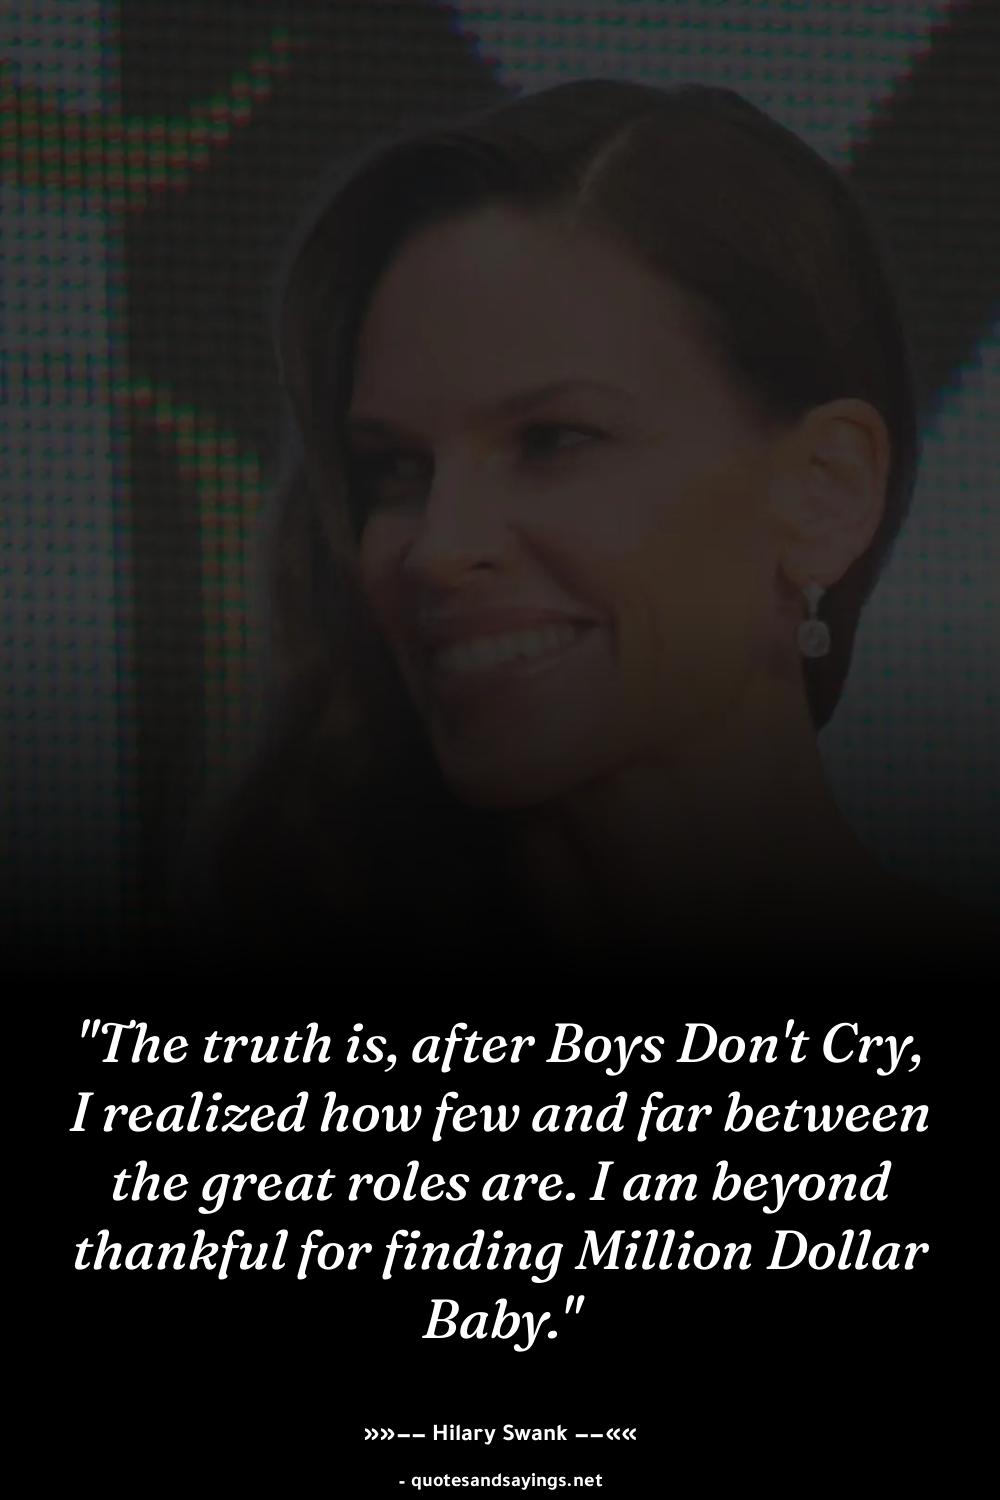 "The truth is, after Boys Don't Cry,
I realized how few and far between
the great roles are. I am beyond
thankful for finding Million Dollar
Baby."
»»−− Hilary Swank −−««
- quotesandsayings.net